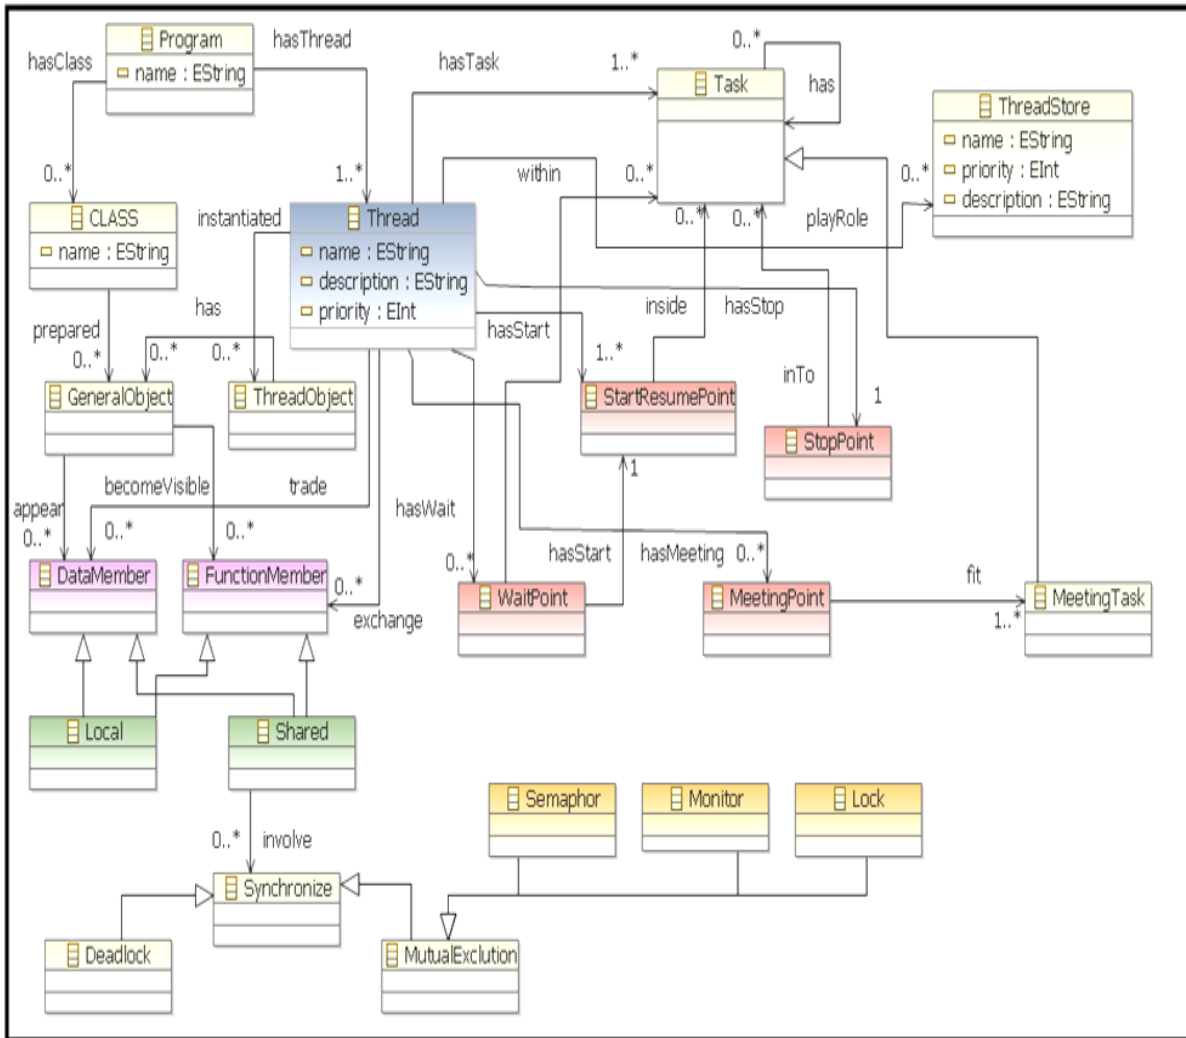 Program
name : EString
hasClass
hasThread
hasTask
1..*
0..*
Task
has
ThreadStore
name : EString
priority : EInt
description : EString
0..*
1..*
within
0..*
0..*
CLASS
name : EString
instantiated
Thread
name : EString
description : EString
priority : EInt
0..*
0..*
playRole
prepared
has
hasStart
inside
hasStop
0..*
0..*
0..*
1..*
inTo
1
GeneralObject
ThreadObject
StartResumePoint
StopPoint
becomeVisible
trade
1
appear
hasWait
0..*
0..*
0..*
hasStart
hasMeeting
0..*
0..*
DataMember
FunctionMember
0..*
exchange
WaitPoint
MeetingPoint
fit
1..*
MeetingTask
Local
Shared
Semaphor
Monitor
Lock
0..*
involve
Synchronize
Deadlock
MutualExclution